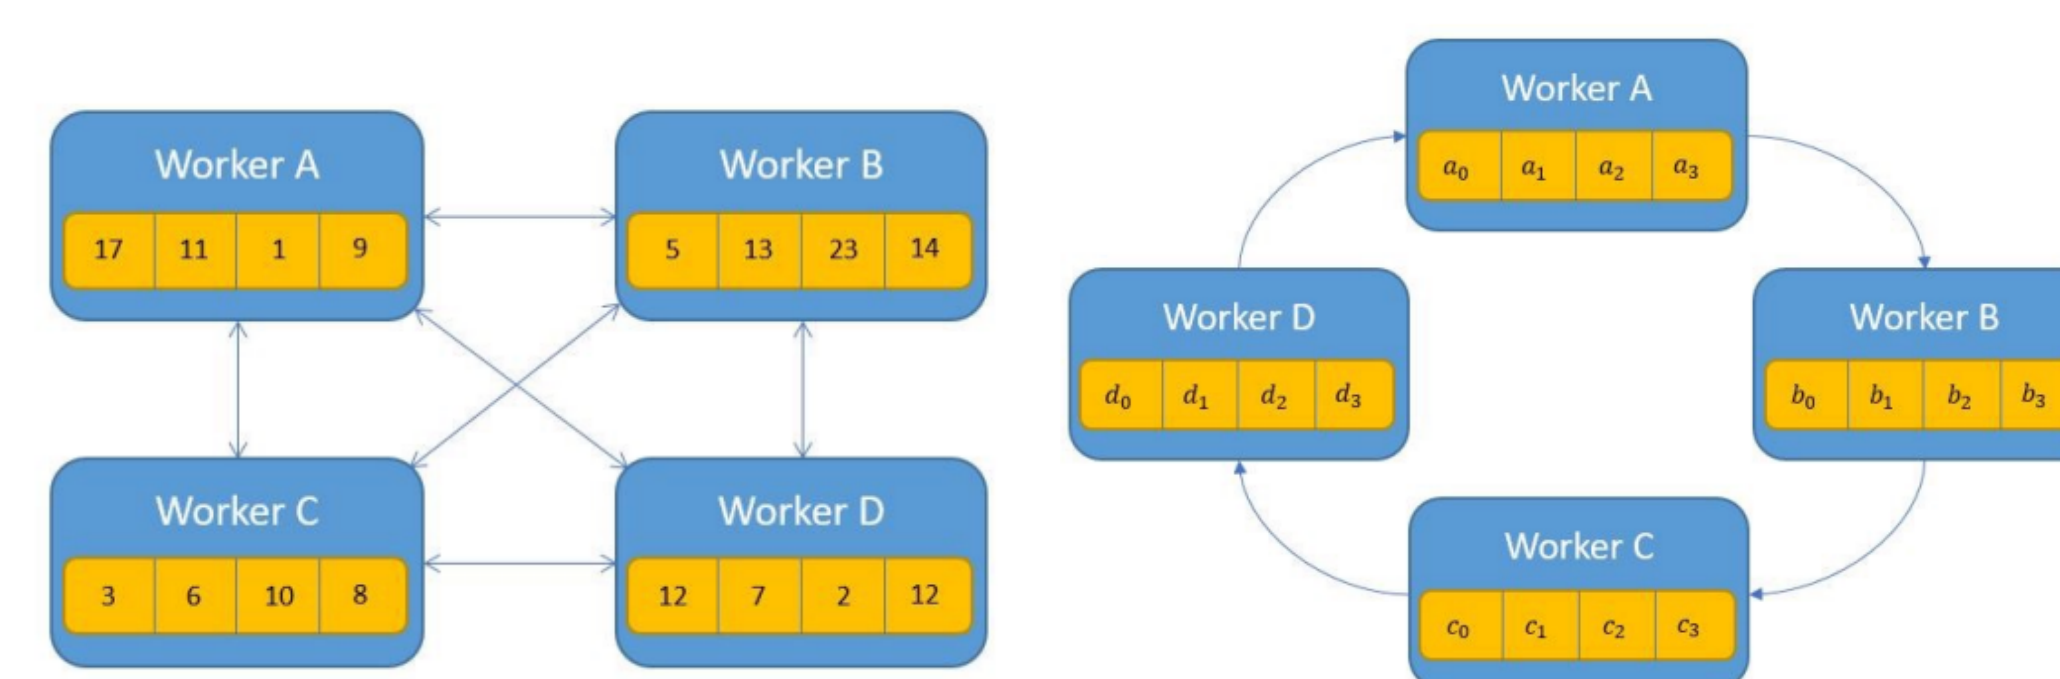 Worker A
17 11 1 9
Worker B
5 13 23 14
Worker C
3 6 10 8
Worker D
12 7 2 12
Worker A
a₀ a₁ a₂ a₃
Worker D
d₀ d₁ d₂ d₃
Worker B
b₀ b₁ b₂ b₃
Worker C
c₀ c₁ c₂ c₃